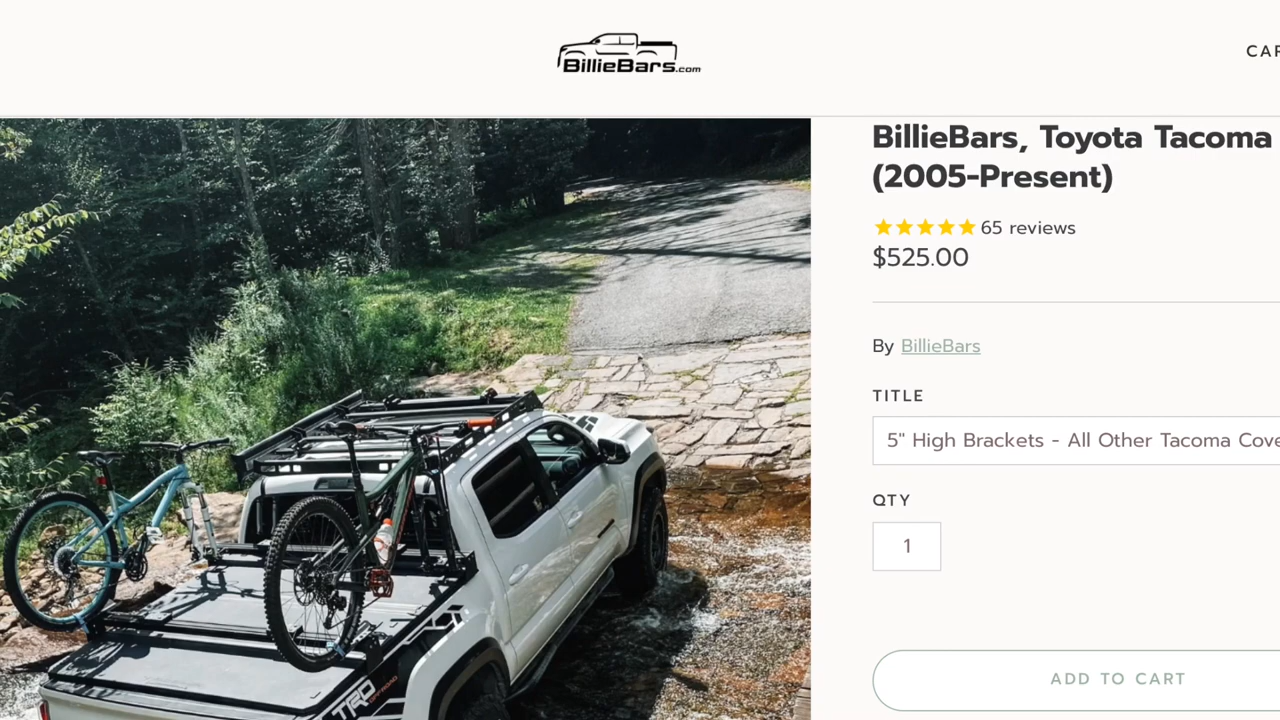 BillieBars.com
CAR
BillieBars, Toyota Tacoma
(2005-Present)
65 reviews
$525.00
By BillieBars
TITLE
5" High Brackets - All Other Tacoma Cove
QTY
1
ADD TO CART
TRD
OFFROAD